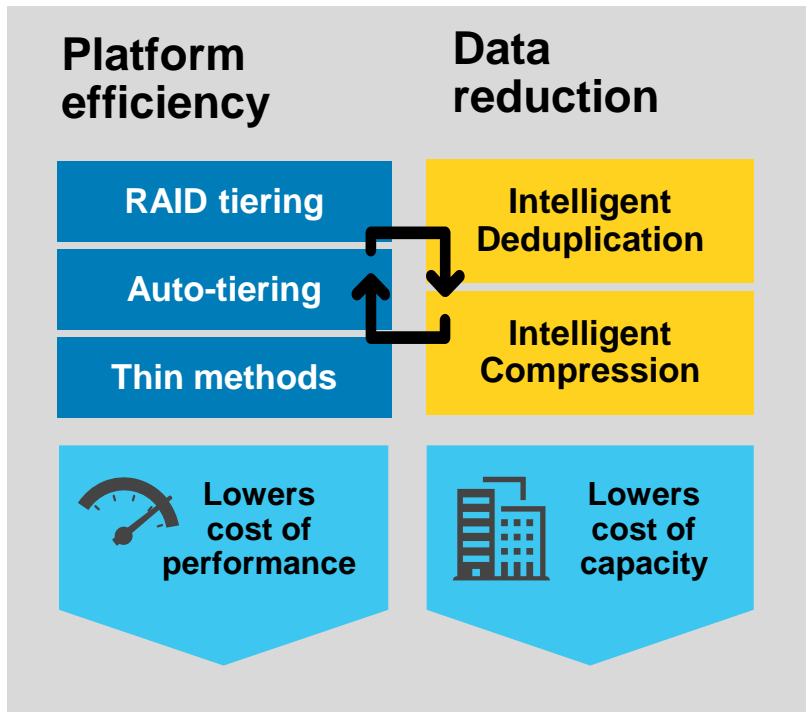 Platform
efficiency
Data
reduction
RAID tiering
Auto-tiering
Thin methods
Intelligent
Deduplication
Intelligent
Compression
Lowers
cost of
performance
Lowers
cost of
capacity